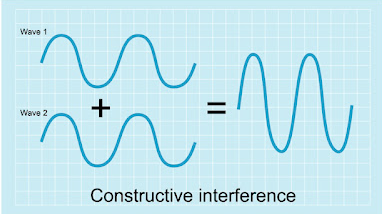 Wave 1
+
Wave 2
=
Constructive interference